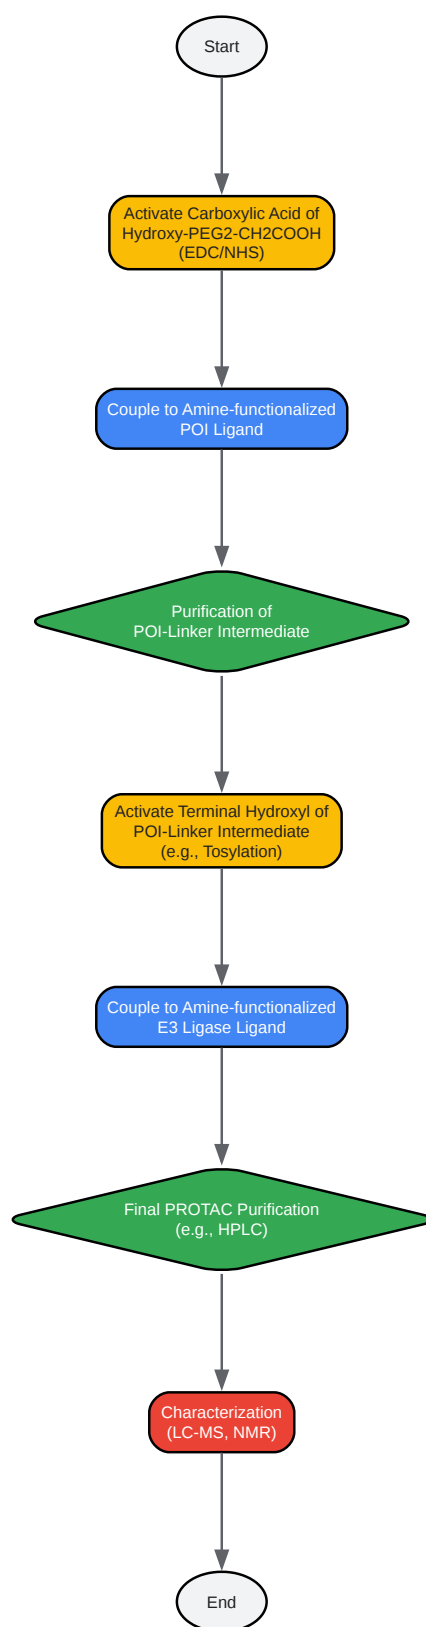 Start
Activate Carboxylic Acid of
Hydroxy-PEG2-CH2COOH
(EDC/NHS)
Couple to Amine-functionalized
POI Ligand
Purification of
POI-Linker Intermediate
Activate Terminal Hydroxyl of
POI-Linker Intermediate
(e.g., Tosylation)
Couple to Amine-functionalized
E3 Ligase Ligand
Final PROTAC Purification
(e.g., HPLC)
Characterization
(LC-MS, NMR)
End